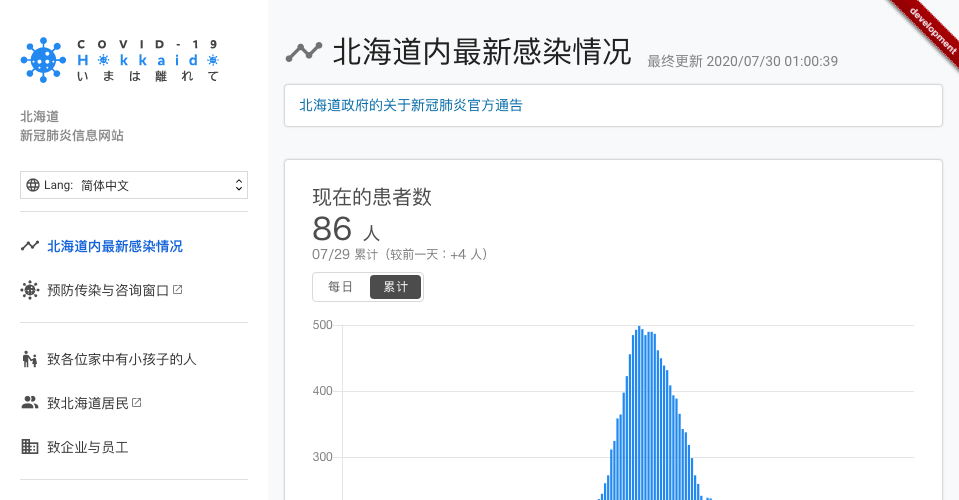 COVID-19
Hokkaido
いまは離れて
北海道
新冠肺炎信息网站
Lang: 简体中文
北海道内最新感染情况
预防传染与咨询窗口
致各位家中有小孩子的人
致北海道居民
致企业与员工
development
北海道内最新感染情况
最终更新 2020/07/30 01:00:39
北海道政府的关于新冠肺炎官方通告
现在的患者数
86 人
07/29 累计（较前一天：+4 人）
每日 累计
500
400
300